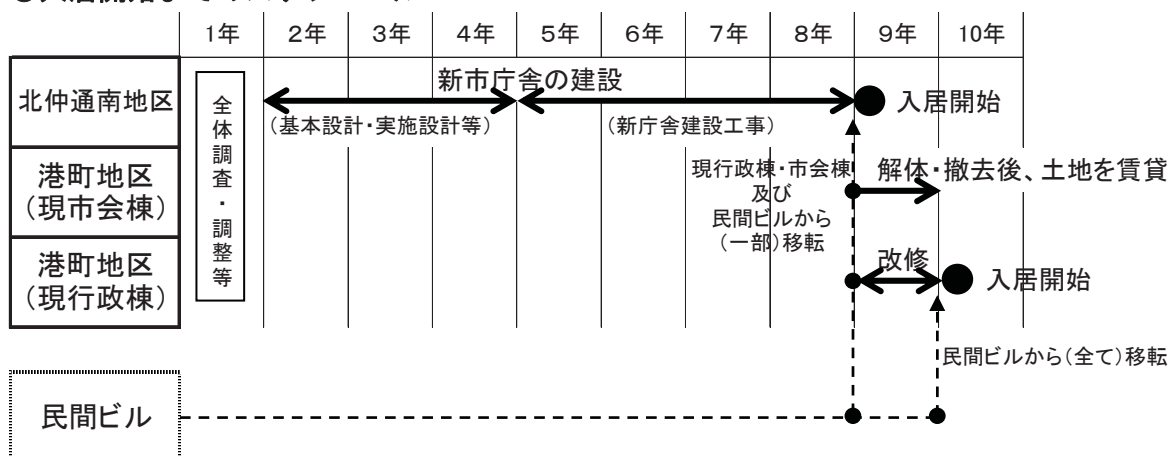 1年 2年 3年 4年 5年 6年 7年 8年 9年 10年
北仲通南地区
全体調査・調整等
新市庁舎の建設
(基本設計・実施設計等)
(新庁舎建設工事)
入居開始
港町地区
(現市会棟)
現行政棟・市会棟
及び
民間ビルから
(一部)移転
解体・撤去後、土地を賃貸
港町地区
(現行政棟)
改修
入居開始
民間ビルから(全て)移転
民間ビル